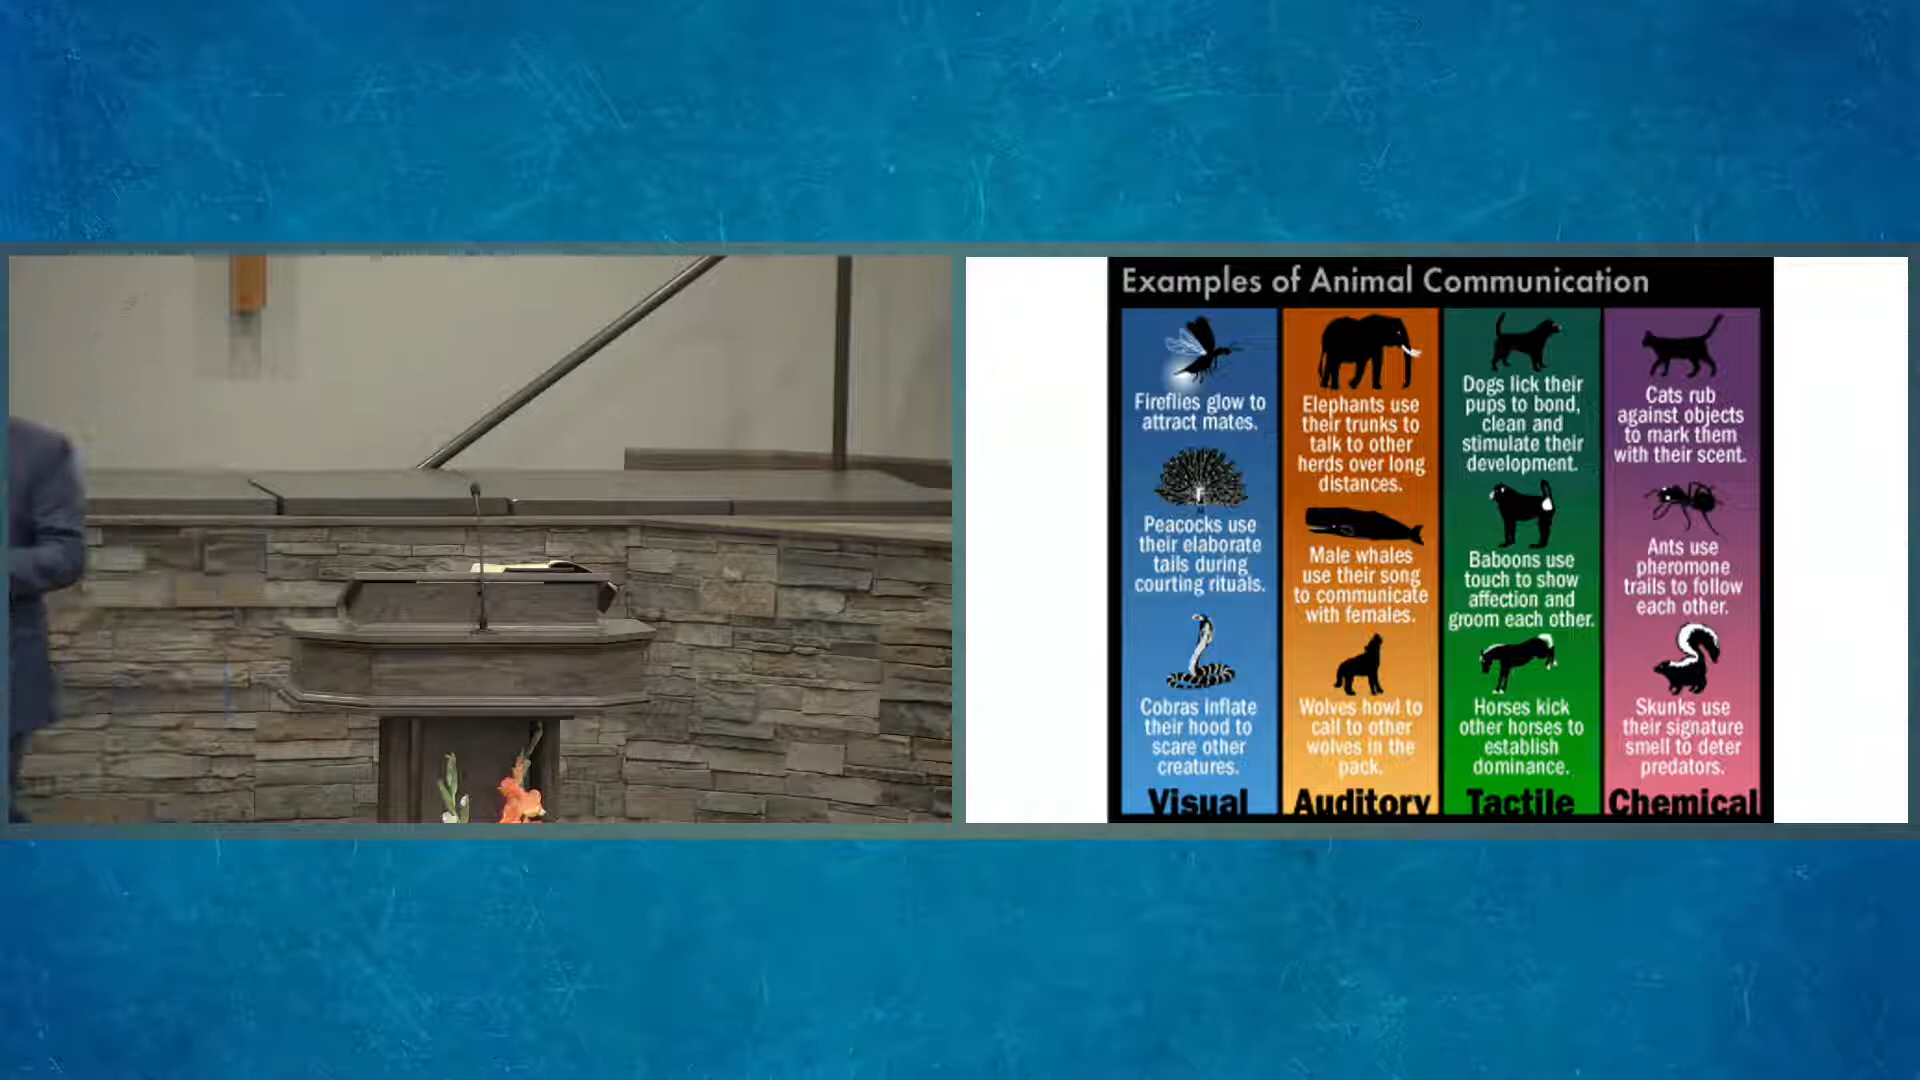 Examples of Animal Communication
Fireflies glow to
attract mates.
Peacocks use
their elaborate
tails during
courting rituals.
Cobras inflate
their hood to
scare other
creatures.
Visual
Elephants use
their trunks to
talk to other
herds over long
distances.
Male whales
use their song
to communicate
with females.
Wolves howl to
call to other
wolves in the
pack.
Auditory
Dogs lick their
pups to bond,
clean and
stimulate their
development.
Baboons use
touch to show
affection and
groom each other.
Horses kick
other horses to
establish
dominance.
Tactile
Cats rub
against objects
to mark them
with their scent.
Ants use
pheromone
trails to follow
each other.
Skunks use
their signature
smell to deter
predators.
Chemical